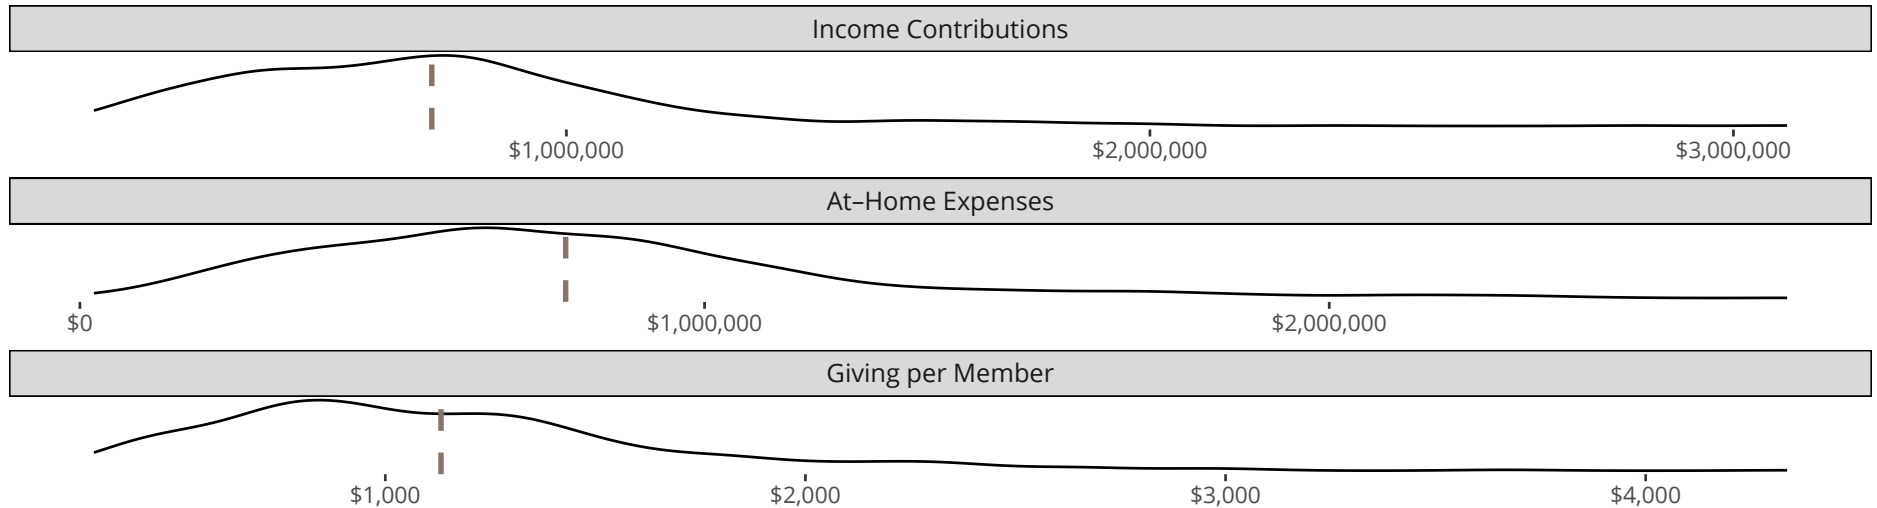 Income Contributions
$1,000,000 $2,000,000 $3,000,000
At–Home Expenses
$0 $1,000,000 $2,000,000
Giving per Member
$1,000 $2,000 $3,000 $4,000